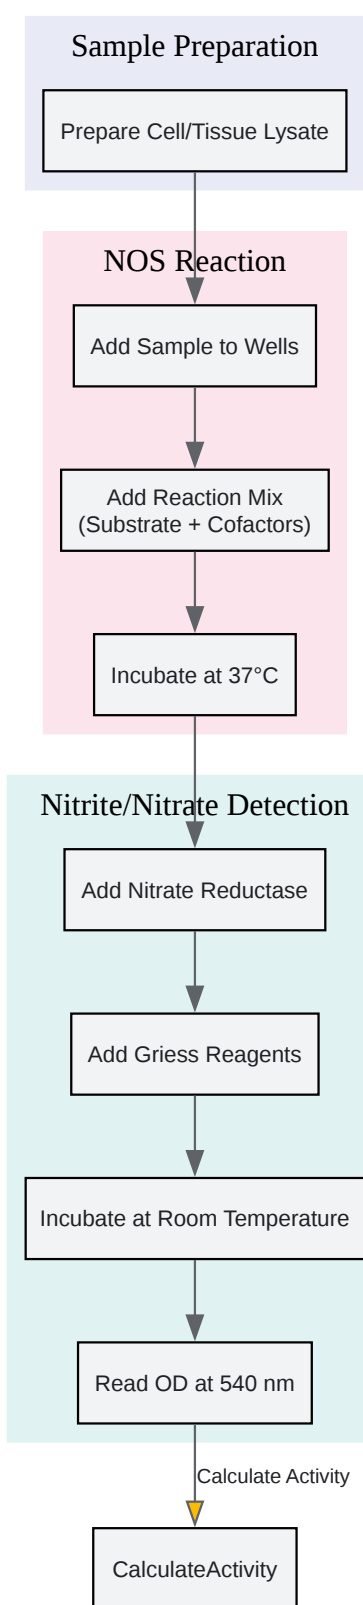 Sample Preparation
Prepare Cell/Tissue Lysate
NOS Reaction
Add Sample to Wells
Add Reaction Mix
(Substrate + Cofactors)
Incubate at 37°C
Nitrite/Nitrate Detection
Add Nitrate Reductase
Add Griess Reagents
Incubate at Room Temperature
Read OD at 540 nm
Calculate Activity
CalculateActivity